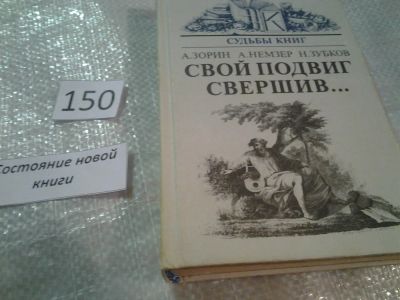 СУДЬБЫ КНИГ
А.ЗОРИН А.НЕМЗЕР Н.ЗУБКОВ
СВОЙ ПОДВИГ
СВЕРШИВ...
150
Состояние новой
книги